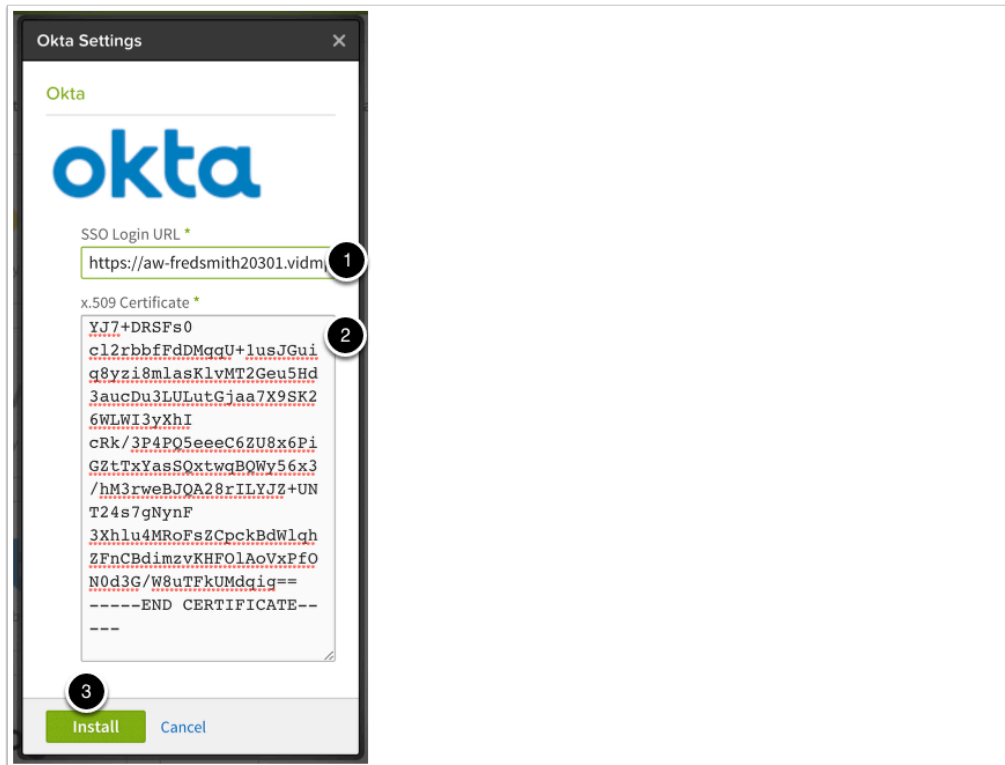 Okta Settings ×
Okta
okta
SSO Login URL *
https://aw-fredsmith20301.vidm
1
x.509 Certificate *
2
YJ7+DRSFs0
cl2rbbfFdDMqqU+1usJGui
q8yzi8mlasKlvMT2Geu5Hd
3aucDu3LULutGjaa7X9SK2
6WLWI3yXhI
cRk/3P4PQ5eeeC6ZU8x6Pi
GZtTxYasSQxtwqBQWy56x3
/hM3rweBJQA28rILYJZ+UN
T24s7gNynF
3Xhlu4MRoFsZCpckBdWlqh
ZFnCBdimzvKHFOlAoVxPfO
N0d3G/W8uTFkUMdqig==
-----END CERTIFICATE--
---
3
Install Cancel